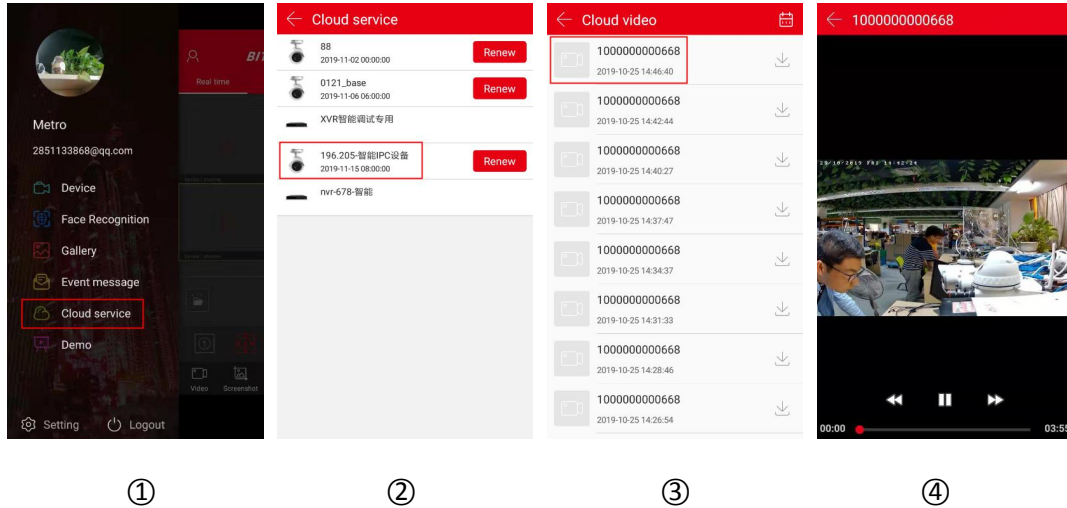 Metro
2851133868@qq.com
Device
Face Recognition
Gallery
Event message
Cloud service
Demo
Setting
Logout
BI
Real time
Video
Screenshot
①
Cloud service
88
2019-11-02 00:00:00
Renew
0121_base
2019-11-06 06:00:00
Renew
XVR智能调试专用
196.205-智能IPC设备
2019-11-15 08:00:00
Renew
nvr-678-智能
②
Cloud video
1000000000668
2019-10-25 14:46:40
1000000000668
2019-10-25 14:42:44
1000000000668
2019-10-25 14:40:27
1000000000668
2019-10-25 14:37:47
1000000000668
2019-10-25 14:34:37
1000000000668
2019-10-25 14:31:33
1000000000668
2019-10-25 14:28:46
1000000000668
2019-10-25 14:26:54
③
1000000000668
00:00
03:55
④